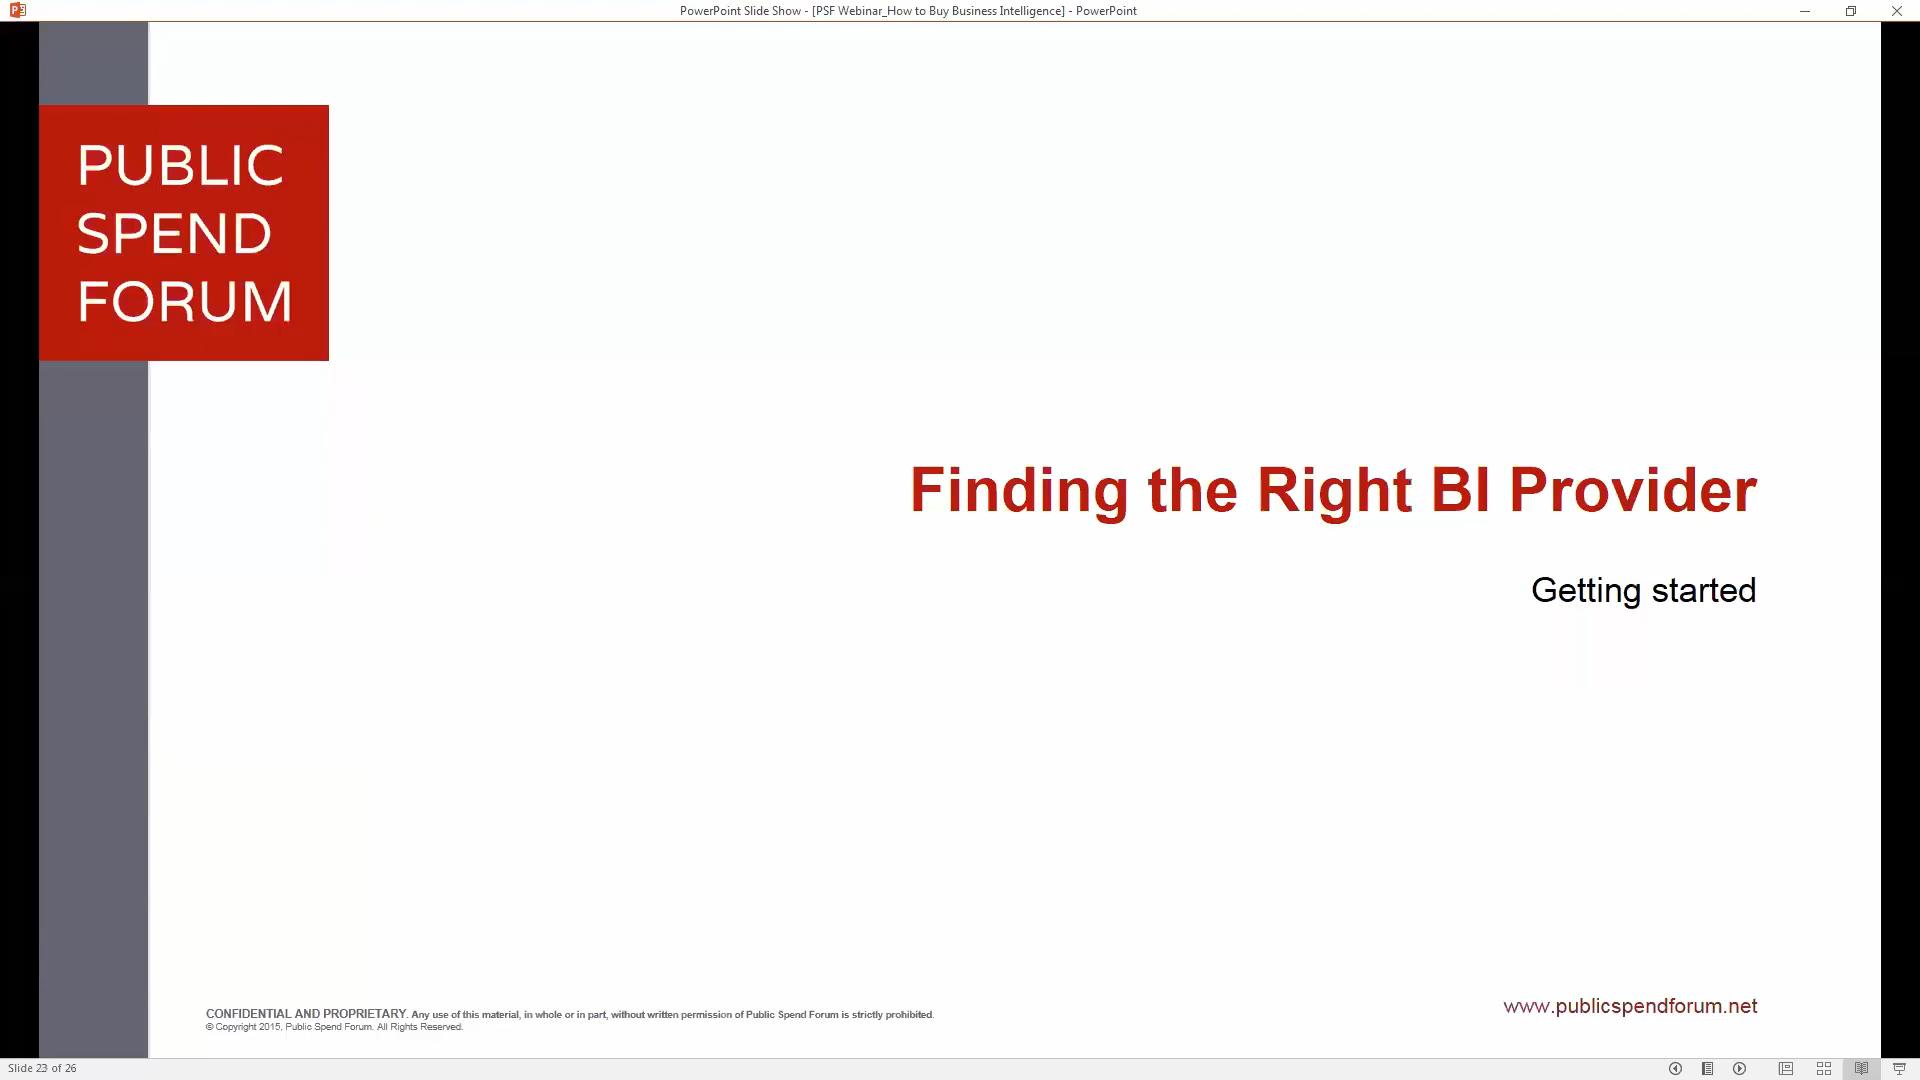 PowerPoint Slide Show - [PSF Webinar_How to Buy Business Intelligence] - PowerPoint
PUBLIC
SPEND
FORUM
Finding the Right BI Provider
Getting started
CONFIDENTIAL AND PROPRIETARY. Any use of this material, in whole or in part, without written permission of Public Spend Forum is strictly prohibited.
© Copyright 2015, Public Spend Forum. All Rights Reserved.
www.publicspendforum.net
Slide 23 of 26